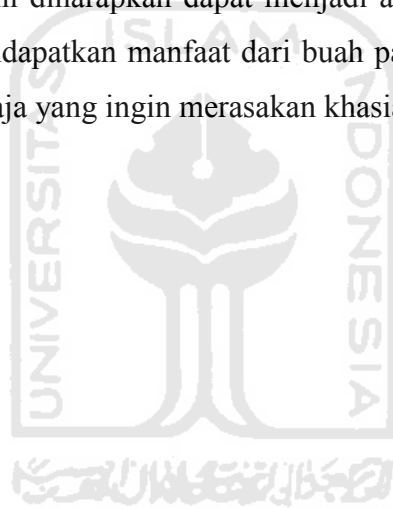 diharapkan dapat menjadi a
dapatkan manfaat dari buah pa
aja yang ingin merasakan khasia
ISLAM
UNIVERSITAS
INDONESIA